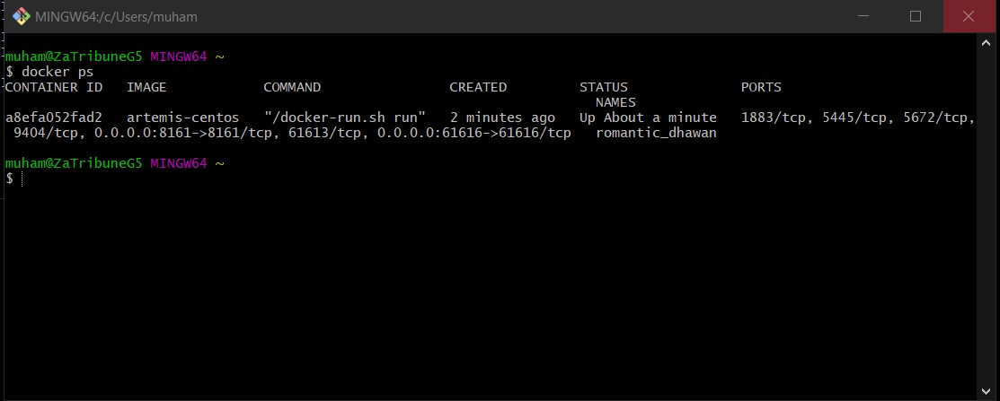 MINGW64:/c/Users/muham
muham@ZaTribuneG5 MINGW64 ~
$ docker ps
CONTAINER ID   IMAGE            COMMAND                CREATED         STATUS              PORTS
NAMES
a8efa052fad2   artemis-centos   "/docker-run.sh run"   2 minutes ago   Up About a minute   1883/tcp, 5445/tcp, 5672/tcp,
9404/tcp, 0.0.0.0:8161->8161/tcp, 61613/tcp, 0.0.0.0:61616->61616/tcp   romantic_dhawan
muham@ZaTribuneG5 MINGW64 ~
$